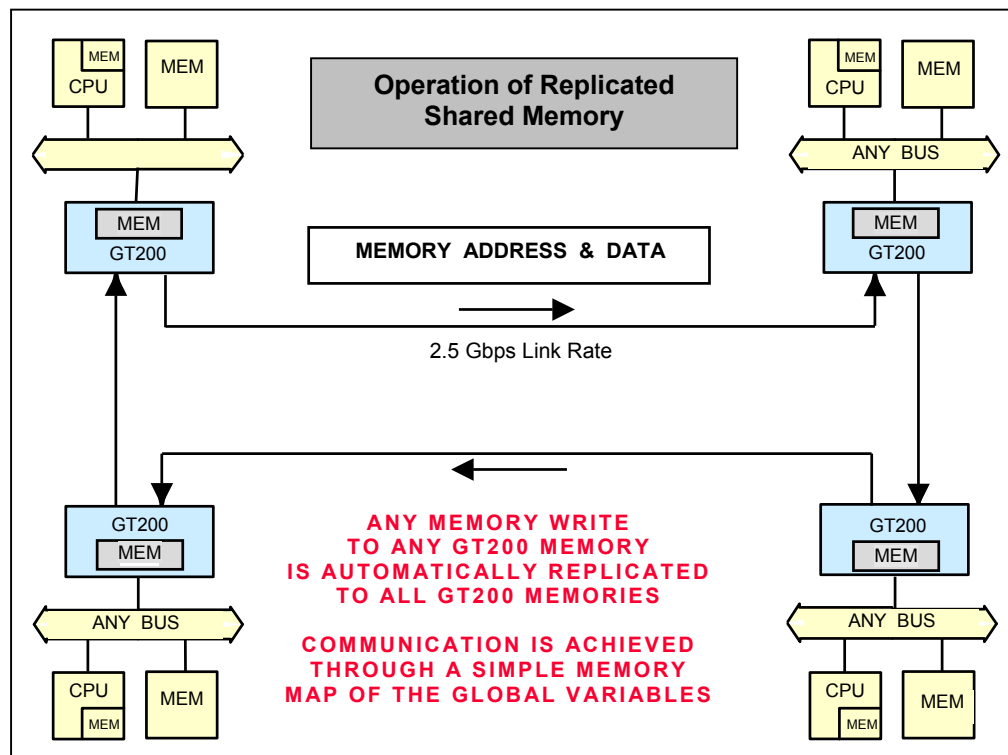 MEM
CPU
MEM
Operation of Replicated
Shared Memory
MEM
CPU
MEM
ANY BUS
MEM
GT200
MEMORY ADDRESS & DATA
MEM
GT200
2.5 Gbps Link Rate
GT200
MEM
ANY MEMORY WRITE
TO ANY GT200 MEMORY
IS AUTOMATICALLY REPLICATED
TO ALL GT200 MEMORIES
GT200
MEM
ANY BUS
COMMUNICATION IS ACHIEVED
THROUGH A SIMPLE MEMORY
MAP OF THE GLOBAL VARIABLES
ANY BUS
CPU
MEM
MEM
CPU
MEM
MEM